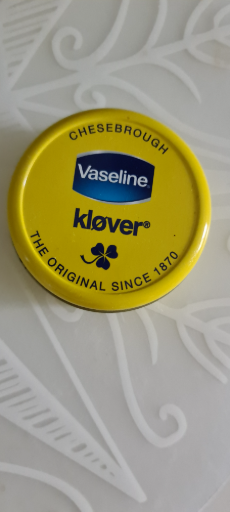 CHESEBROUGH
Vaseline
kløver®
THE ORIGINAL SINCE 1870